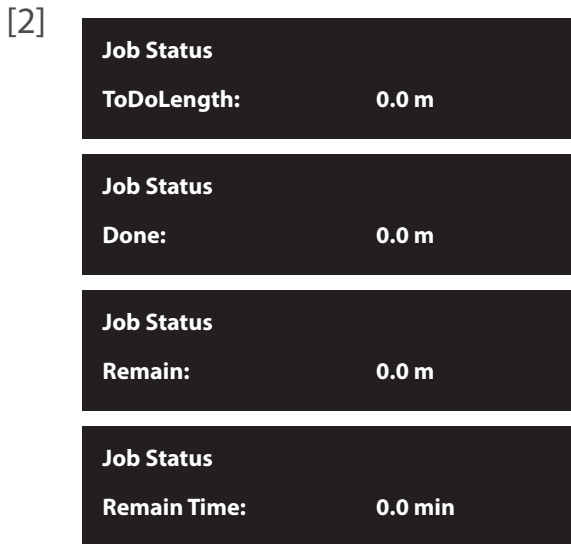 [2]
Job Status
ToDoLength: 0.0 m
Job Status
Done: 0.0 m
Job Status
Remain: 0.0 m
Job Status
Remain Time: 0.0 min